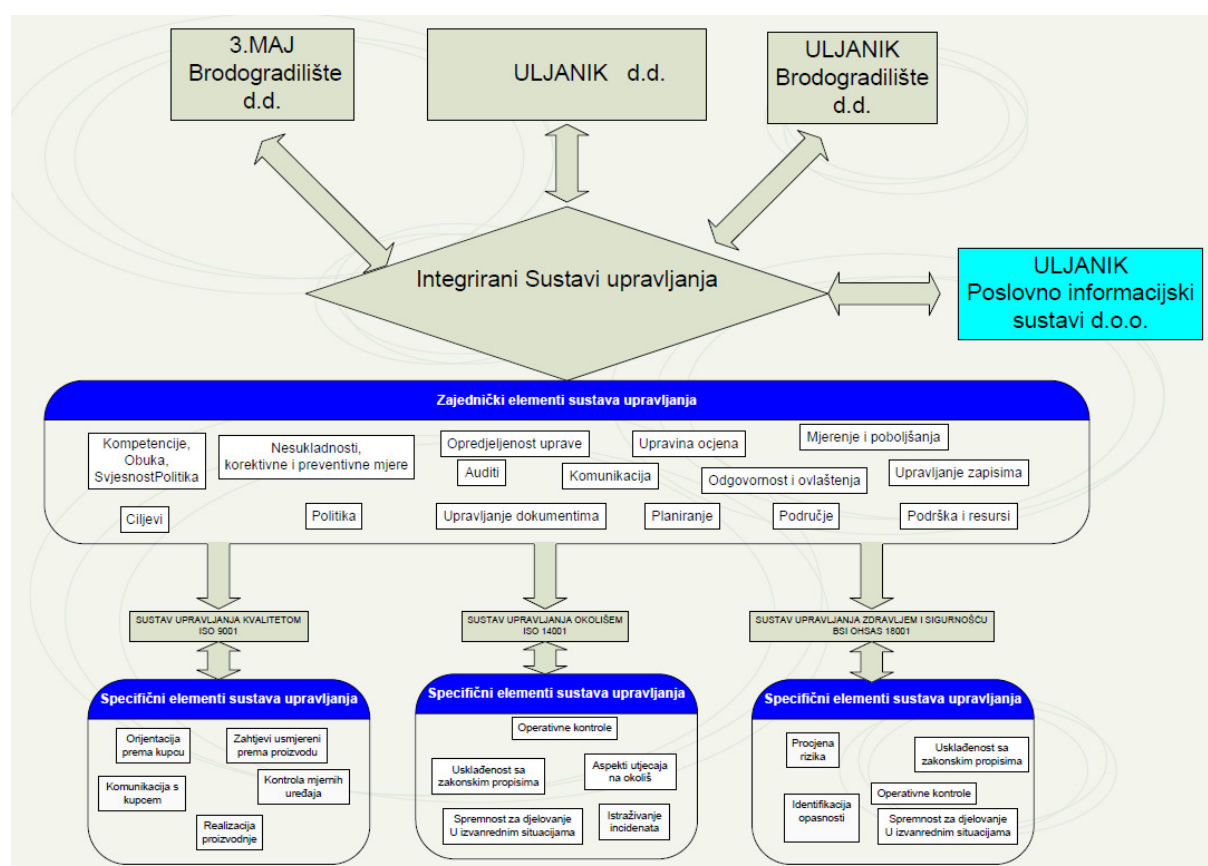 3.MAJ
Brodogradilište
d.d.
ULJANIK d.d.
ULJANIK
Brodogradilište
d.d.
Integrirani Sustavi upravljanja
ULJANIK
Poslovno informacijski
sustavi d.o.o.
Zajednički elementi sustava upravljanja
Kompetencije,
Obuka,
SvjesnostPolitika
Nesukladnosti,
korektivne i preventivne mjere
Opredjeljenost uprave
Upravina ocjena
Mjerenje i poboljšanja
Auditi
Komunikacija
Odgovornost i ovlaštenja
Upravljanje zapisima
Ciljevi
Politika
Upravljanje dokumentima
Planiranje
Područje
Podrška i resursi
SUSTAV UPRAVLJANJA KVALITETOM
ISO 9001
SUSTAV UPRAVLJANJA OKOLIŠEM
ISO 14001
SUSTAV UPRAVLJANJA ZDRAVLJEM I SIGURNOŠĆU
BSI OHSAS 18001
Specifični elementi sustava upravljanja
Orijentacija
prema kupcu
Zahtjevi usmjereni
prema proizvodu
Komunikacija s
kupcem
Kontrola mjernih
uređaja
Realizacija
proizvodnje
Specifični elementi sustava upravljanja
Operativne kontrole
Usklađenost sa
zakonskim propisima
Aspekti utjecaja
na okoliš
Spremnost za djelovanje
U izvanrednim situacijama
Istraživanje
incidenata
Specifični elementi sustava upravljanja
Procjena
rizika
Usklađenost sa
zakonskim propisima
Operativne kontrole
Identifikacija
opasnosti
Spremnost za djelovanje
U izvanrednim situacijama